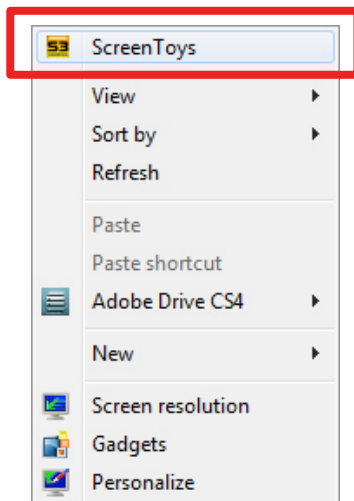 S3 ScreenToys
View
Sort by
Refresh
Paste
Paste shortcut
Adobe Drive CS4
New
Screen resolution
Gadgets
Personalize